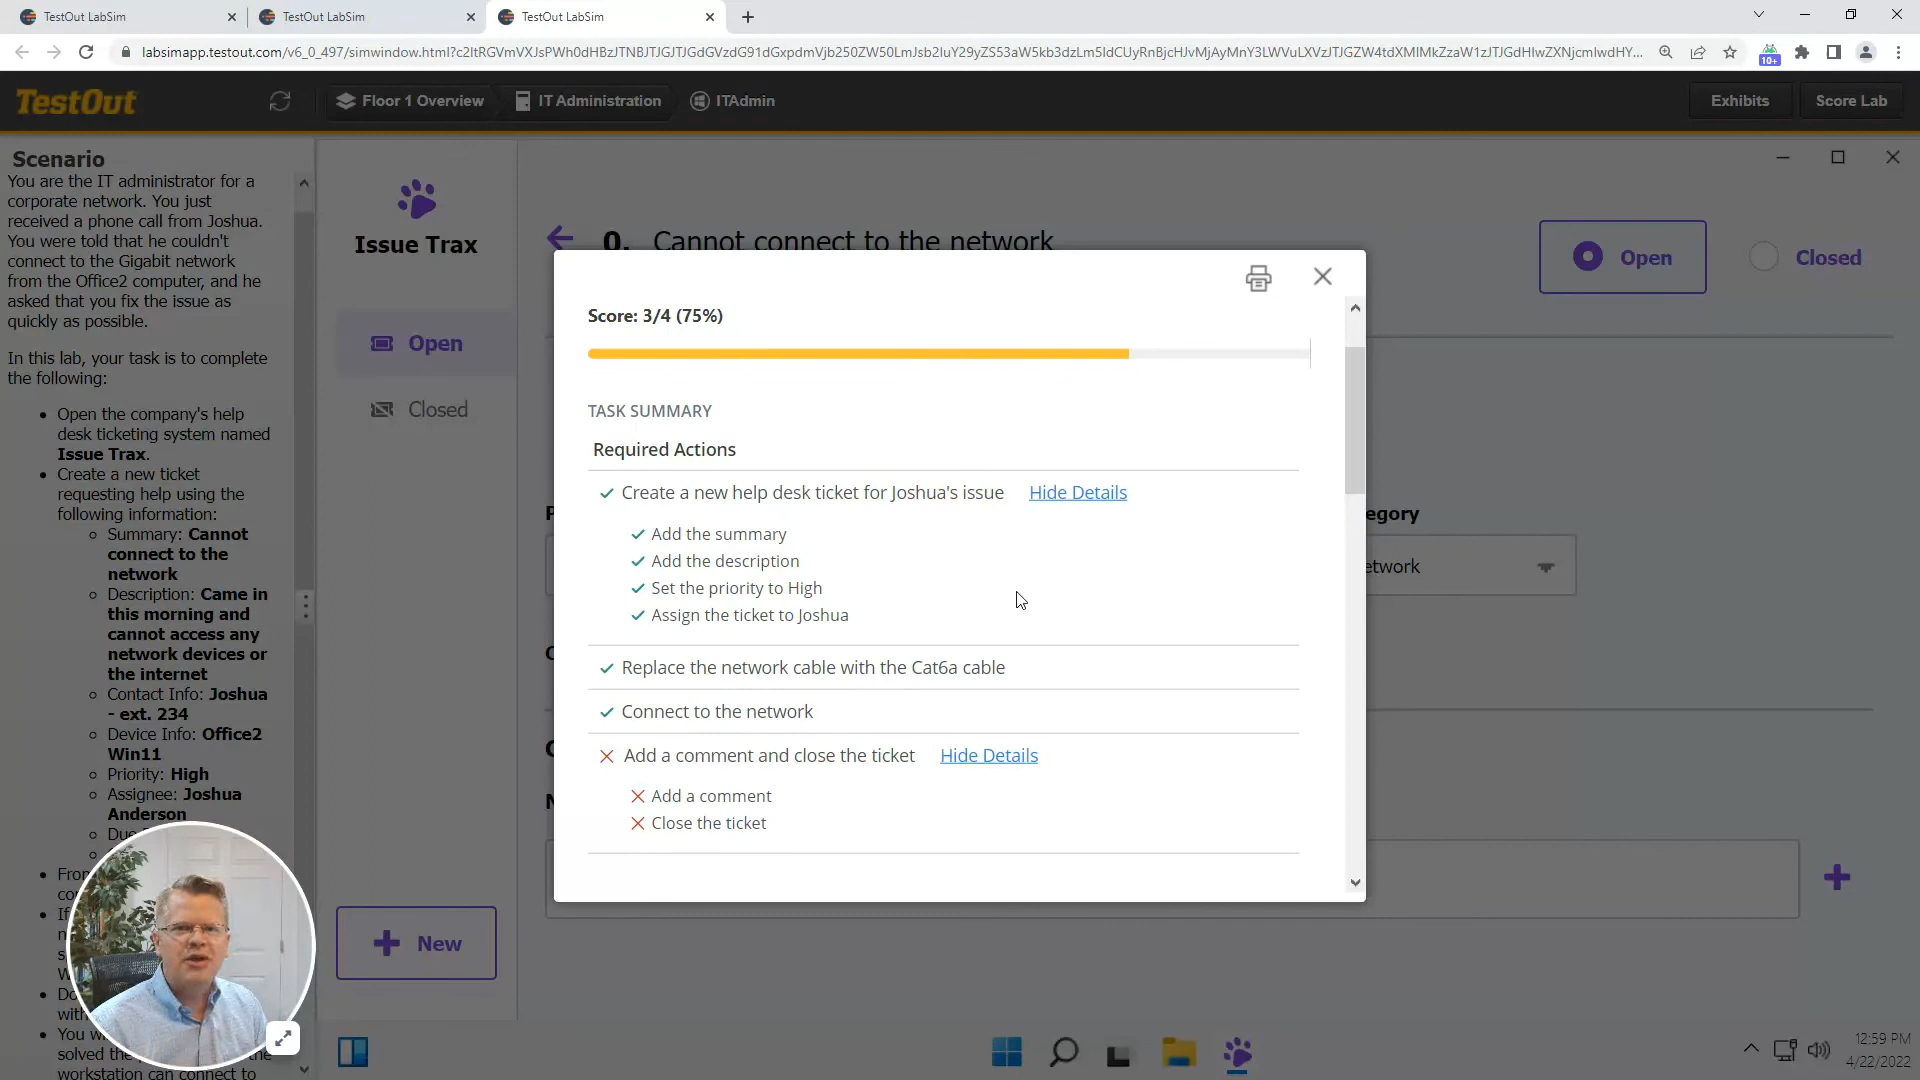 TestOut LabSim
TestOut LabSim
TestOut LabSim
labsimapp.testout.com/v6_0_497/simwindow.html?
10+
TestOut
Floor 1 Overview
IT Administration
ITAdmin
Exhibits
Score Lab
Scenario
You are the IT administrator for a
corporate network. You just
received a phone call from Joshua.
You were told that he couldn't
connect to the Gigabit network
from the Office2 computer, and he
asked that you fix the issue as
quickly as possible.
In this lab, your task is to complete
the following:
Open the company's help
desk ticketing system named
Issue Trax.
Create a new ticket
requesting help using the
following information:
Summary: Cannot
connect to the
network
Description: Came in
this morning and
cannot access any
network devices or
the internet
Contact Info: Joshua
- ext. 234
Device Info: Office2
Win11
Priority: High
Assignee: Joshua
Anderson
solved the
workstation can connect to
Issue Trax
Open
Closed
New
0. Cannot connect to the network
Open
Closed
Score: 3/4 (75%)
TASK SUMMARY
Required Actions
Create a new help desk ticket for Joshua's issue Hide Details
Add the summary
Add the description
Set the priority to High
Assign the ticket to Joshua
Replace the network cable with the Cat6a cable
Connect to the network
Add a comment and close the ticket Hide Details
Add a comment
Close the ticket
egory
etwork
12:59 PM
4/22/2022